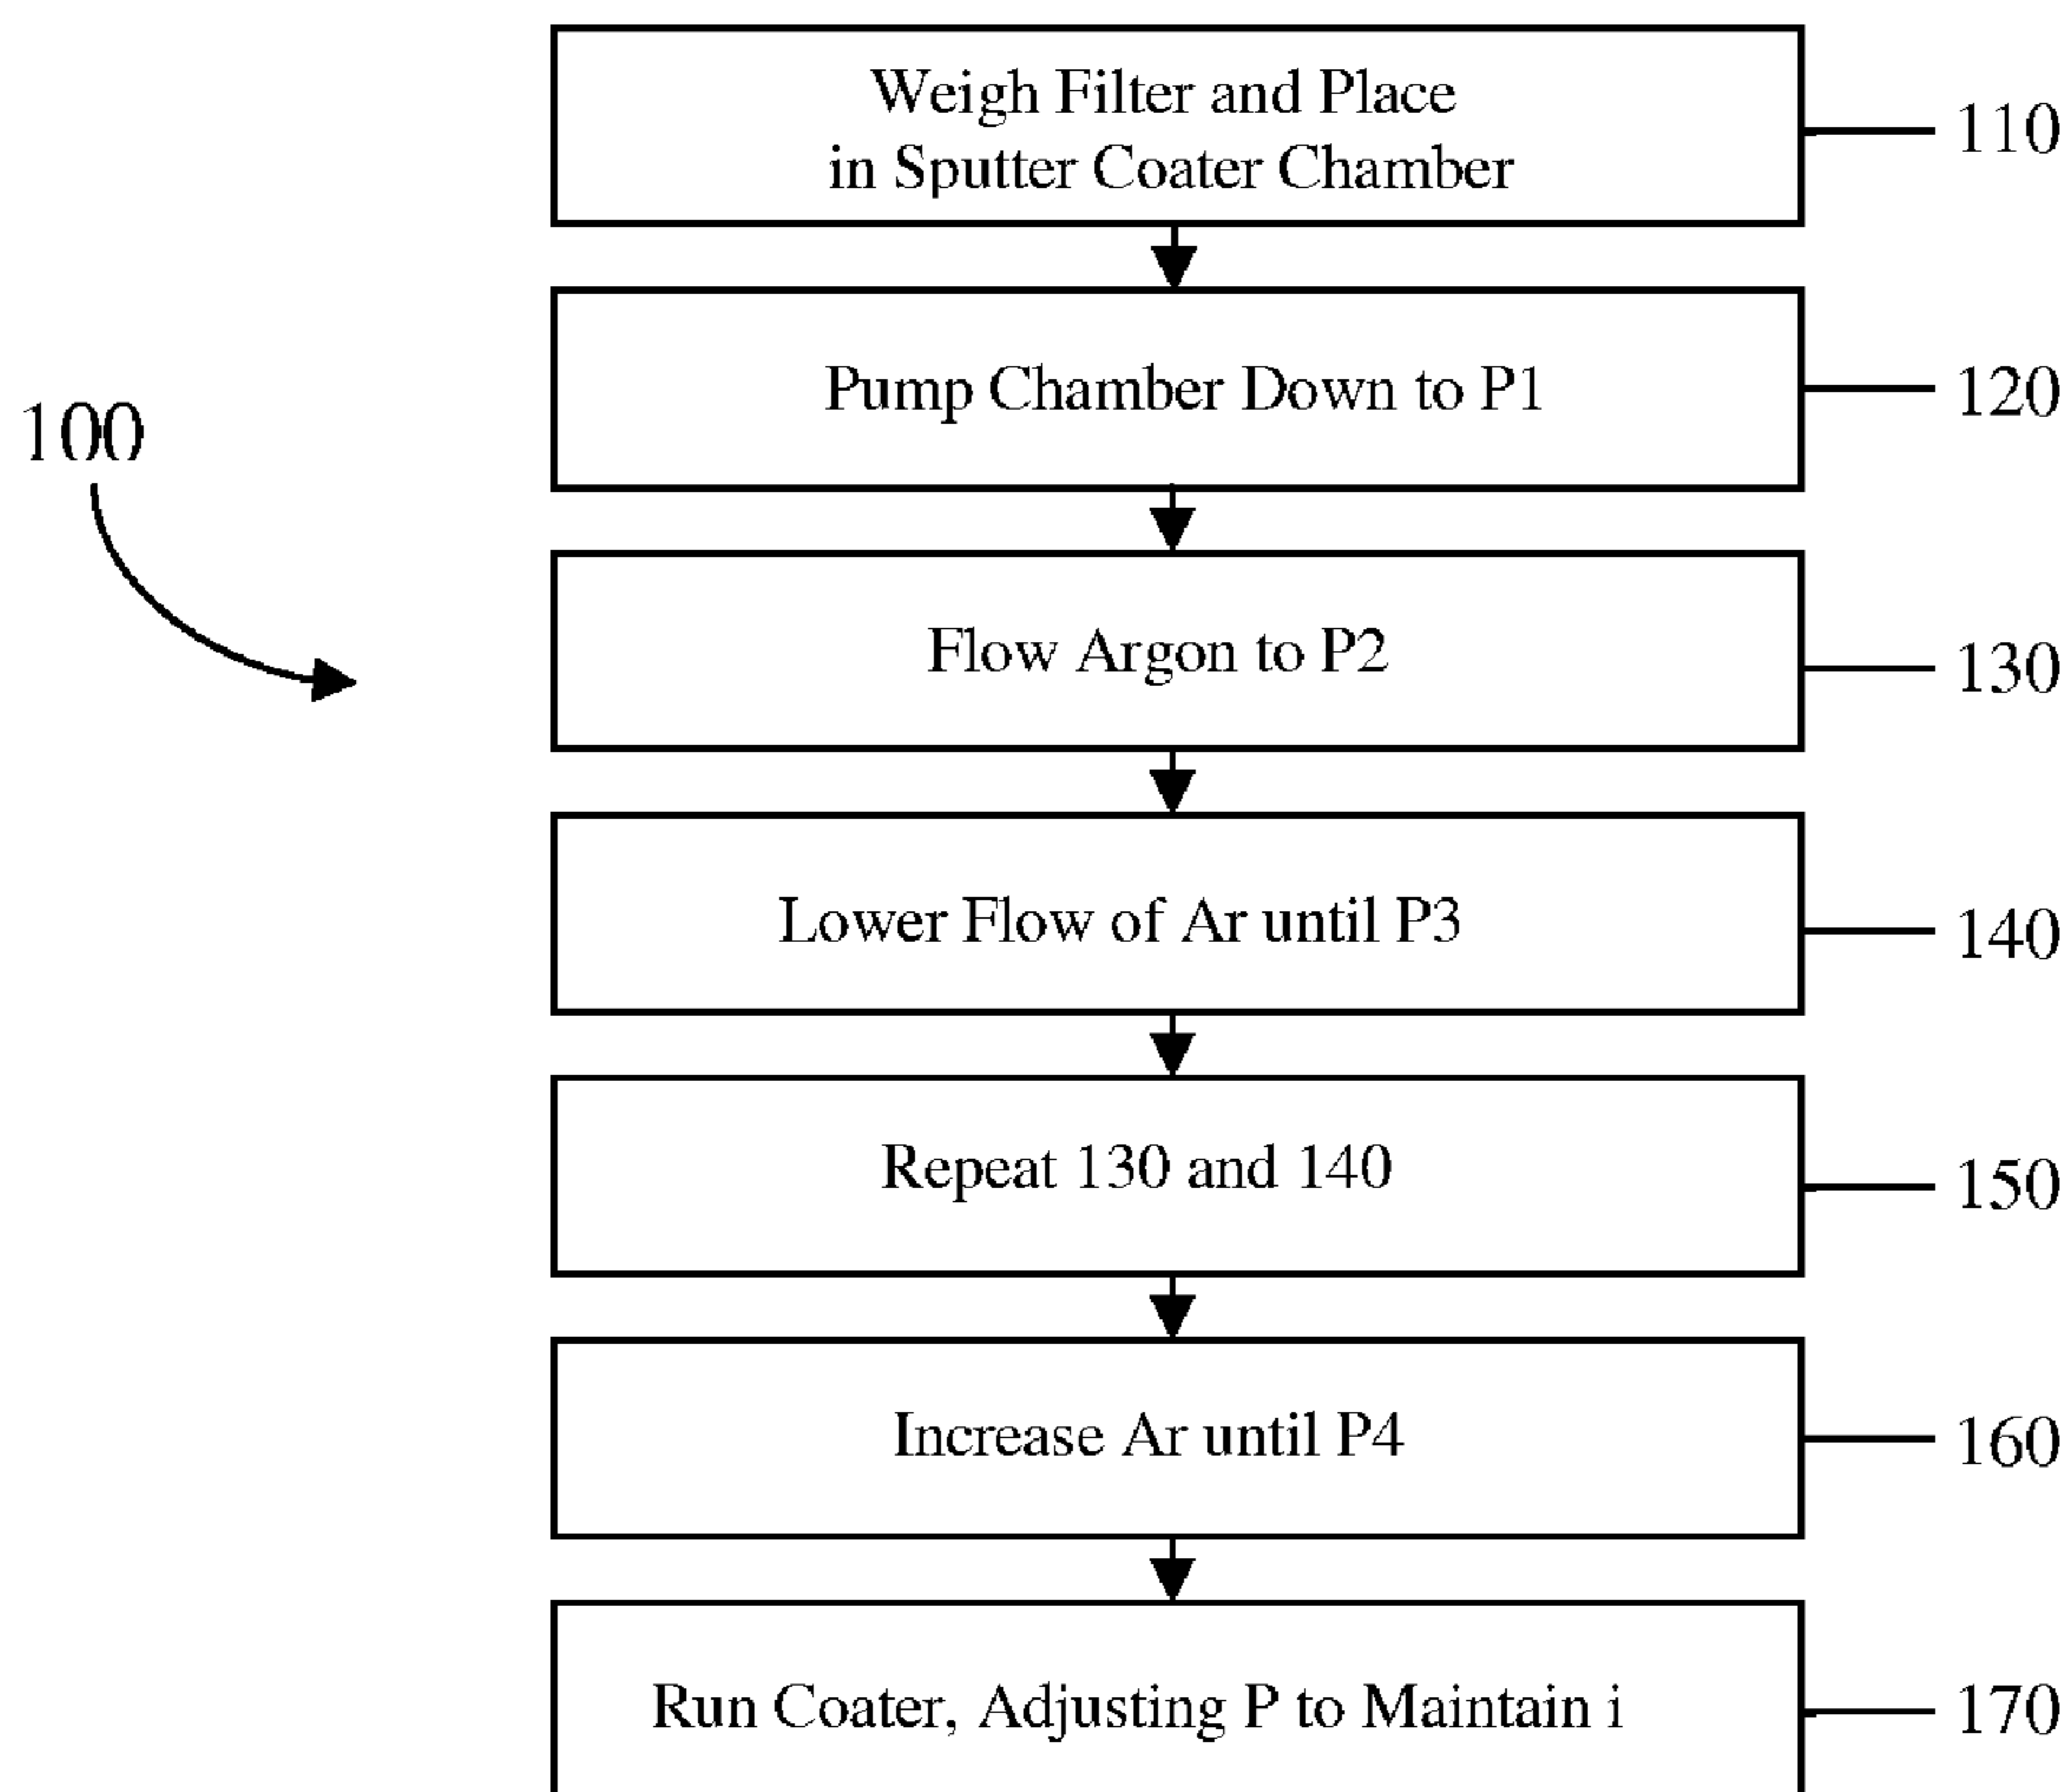 Weigh Filter and Place
in Sputter Coater Chamber
110
Pump Chamber Down to P1
120
100
Flow Argon to P2
130
Lower Flow of Ar until P3
140
Repeat 130 and 140
150
Increase Ar until P4
160
Run Coater, Adjusting P to Maintain i
170